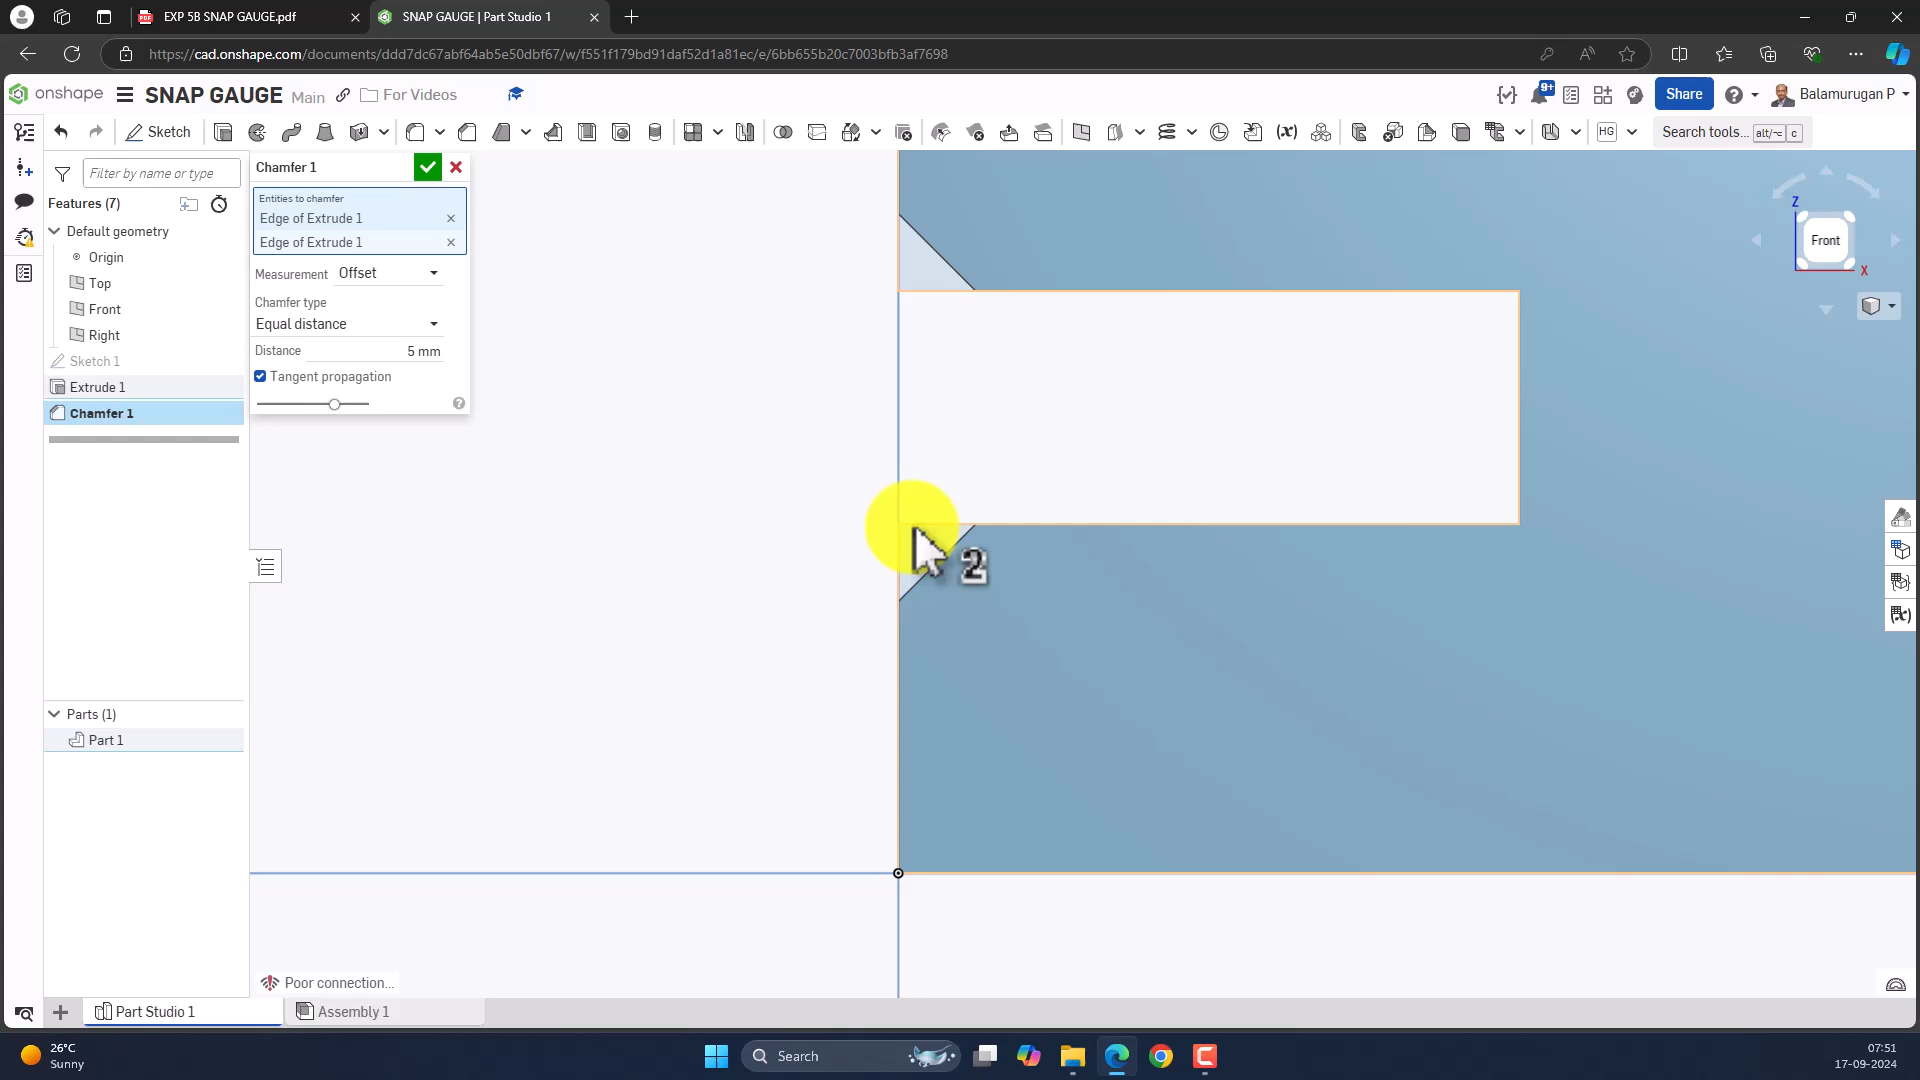 EXP 5B SNAP GAUGE.pdf
SNAP GAUGE | Part Studio 1
https://cad.onshape.com/documents/ddd7dc67abf64ab5e50dbf67/w/f551f179bd91daf52d1a81ec/e/6bb655b20c7003bfb3af7698
onshape
SNAP GAUGE Main
For Videos
9+
Share
Balamurugan P
Sketch
HG
Search tools... alt/⌥ c
Filter by name or type
Features (7)
Default geometry
Origin
Top
Front
Right
Sketch 1
Extrude 1
Chamfer 1
Parts (1)
Part 1
Chamfer 1
Entities to chamfer
Edge of Extrude 1
Edge of Extrude 1
Measurement Offset
Chamfer type
Equal distance
Distance 5 mm
Tangent propagation
Z
Front
X
2
Poor connection...
Part Studio 1
Assembly 1
26°C
Sunny
Search
07:51
17-09-2024